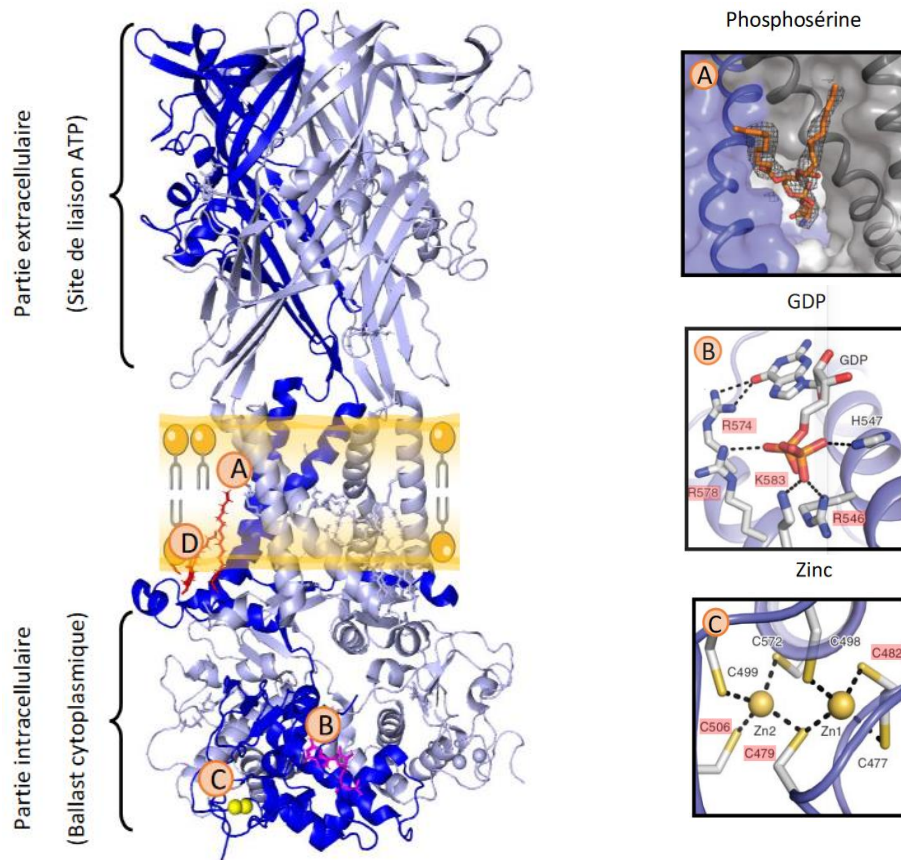 Partie extracellulaire
(Site de liaison ATP)
Partie intracellulaire
(Ballast cytoplasmique)
A
D
B
C
Phosphosérine
A
GDP
B
GDP
R574
H547
R578
K583
R546
Zinc
C
C572
C498
C482
C499
Zn2
Zn1
C506
C479
C477